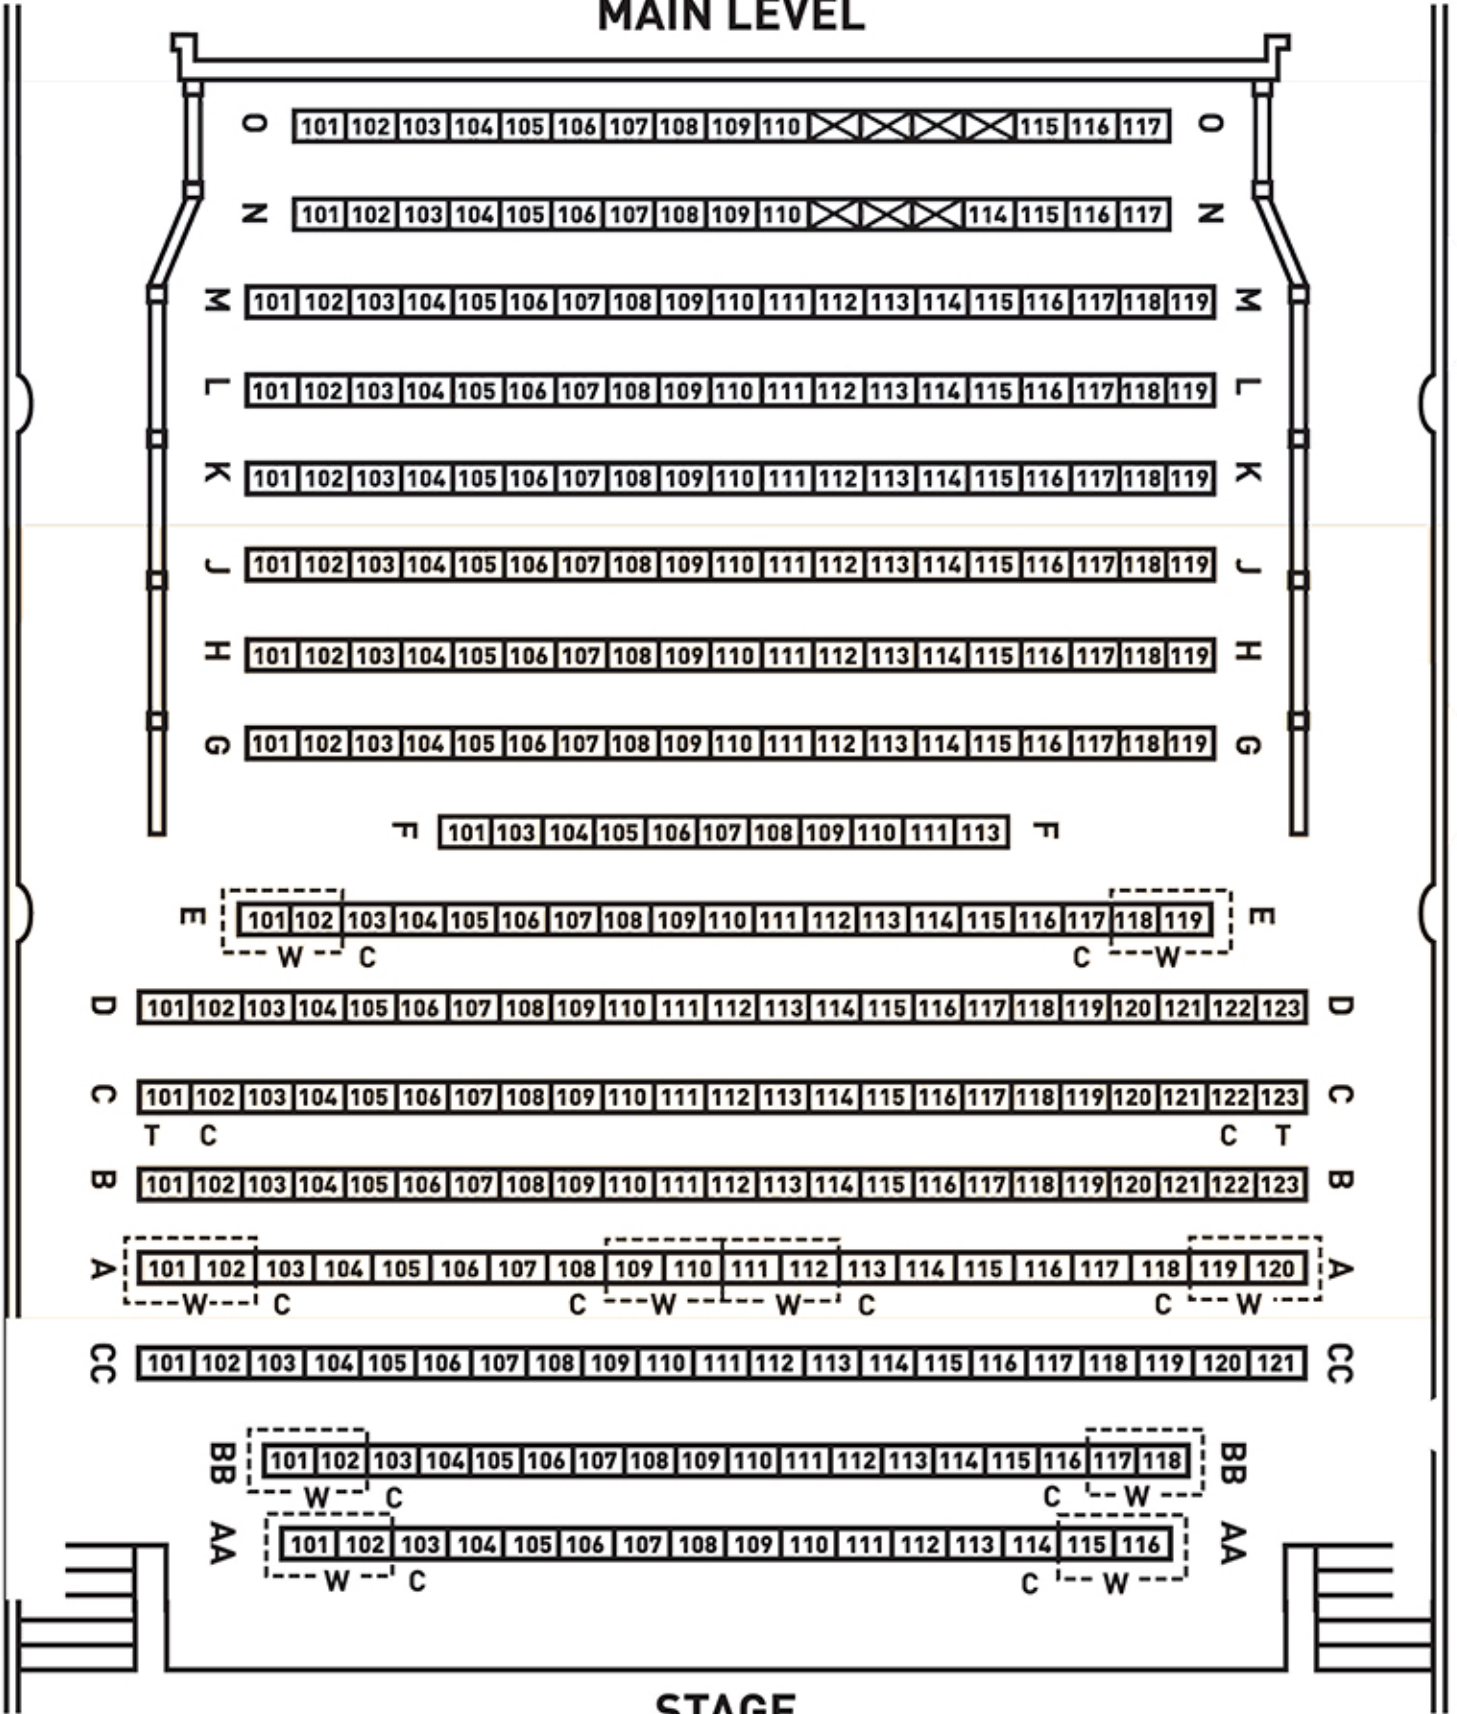 MAIN LEVEL
O 101 102 103 104 105 106 107 108 109 110 115 116 117 O
N 101 102 103 104 105 106 107 108 109 110 114 115 116 117 N
M 101 102 103 104 105 106 107 108 109 110 111 112 113 114 115 116 117 118 119 M
L 101 102 103 104 105 106 107 108 109 110 111 112 113 114 115 116 117 118 119 L
K 101 102 103 104 105 106 107 108 109 110 111 112 113 114 115 116 117 118 119 K
J 101 102 103 104 105 106 107 108 109 110 111 112 113 114 115 116 117 118 119 J
H 101 102 103 104 105 106 107 108 109 110 111 112 113 114 115 116 117 118 119 H
G 101 102 103 104 105 106 107 108 109 110 111 112 113 114 115 116 117 118 119 G
F 101 103 104 105 106 107 108 109 110 111 113 F
E 101 102 103 104 105 106 107 108 109 110 111 112 113 114 115 116 117 118 119 E
W C C W
D 101 102 103 104 105 106 107 108 109 110 111 112 113 114 115 116 117 118 119 120 121 122 123 D
C 101 102 103 104 105 106 107 108 109 110 111 112 113 114 115 116 117 118 119 120 121 122 123 C
T C C T
B 101 102 103 104 105 106 107 108 109 110 111 112 113 114 115 116 117 118 119 120 121 122 123 B
A 101 102 103 104 105 106 107 108 109 110 111 112 113 114 115 116 117 118 119 120 A
W C C W W C C W
CC 101 102 103 104 105 106 107 108 109 110 111 112 113 114 115 116 117 118 119 120 121 CC
BB 101 102 103 104 105 106 107 108 109 110 111 112 113 114 115 116 117 118 BB
W C C W
AA 101 102 103 104 105 106 107 108 109 110 111 112 113 114 115 116 AA
W C C W
STAGE